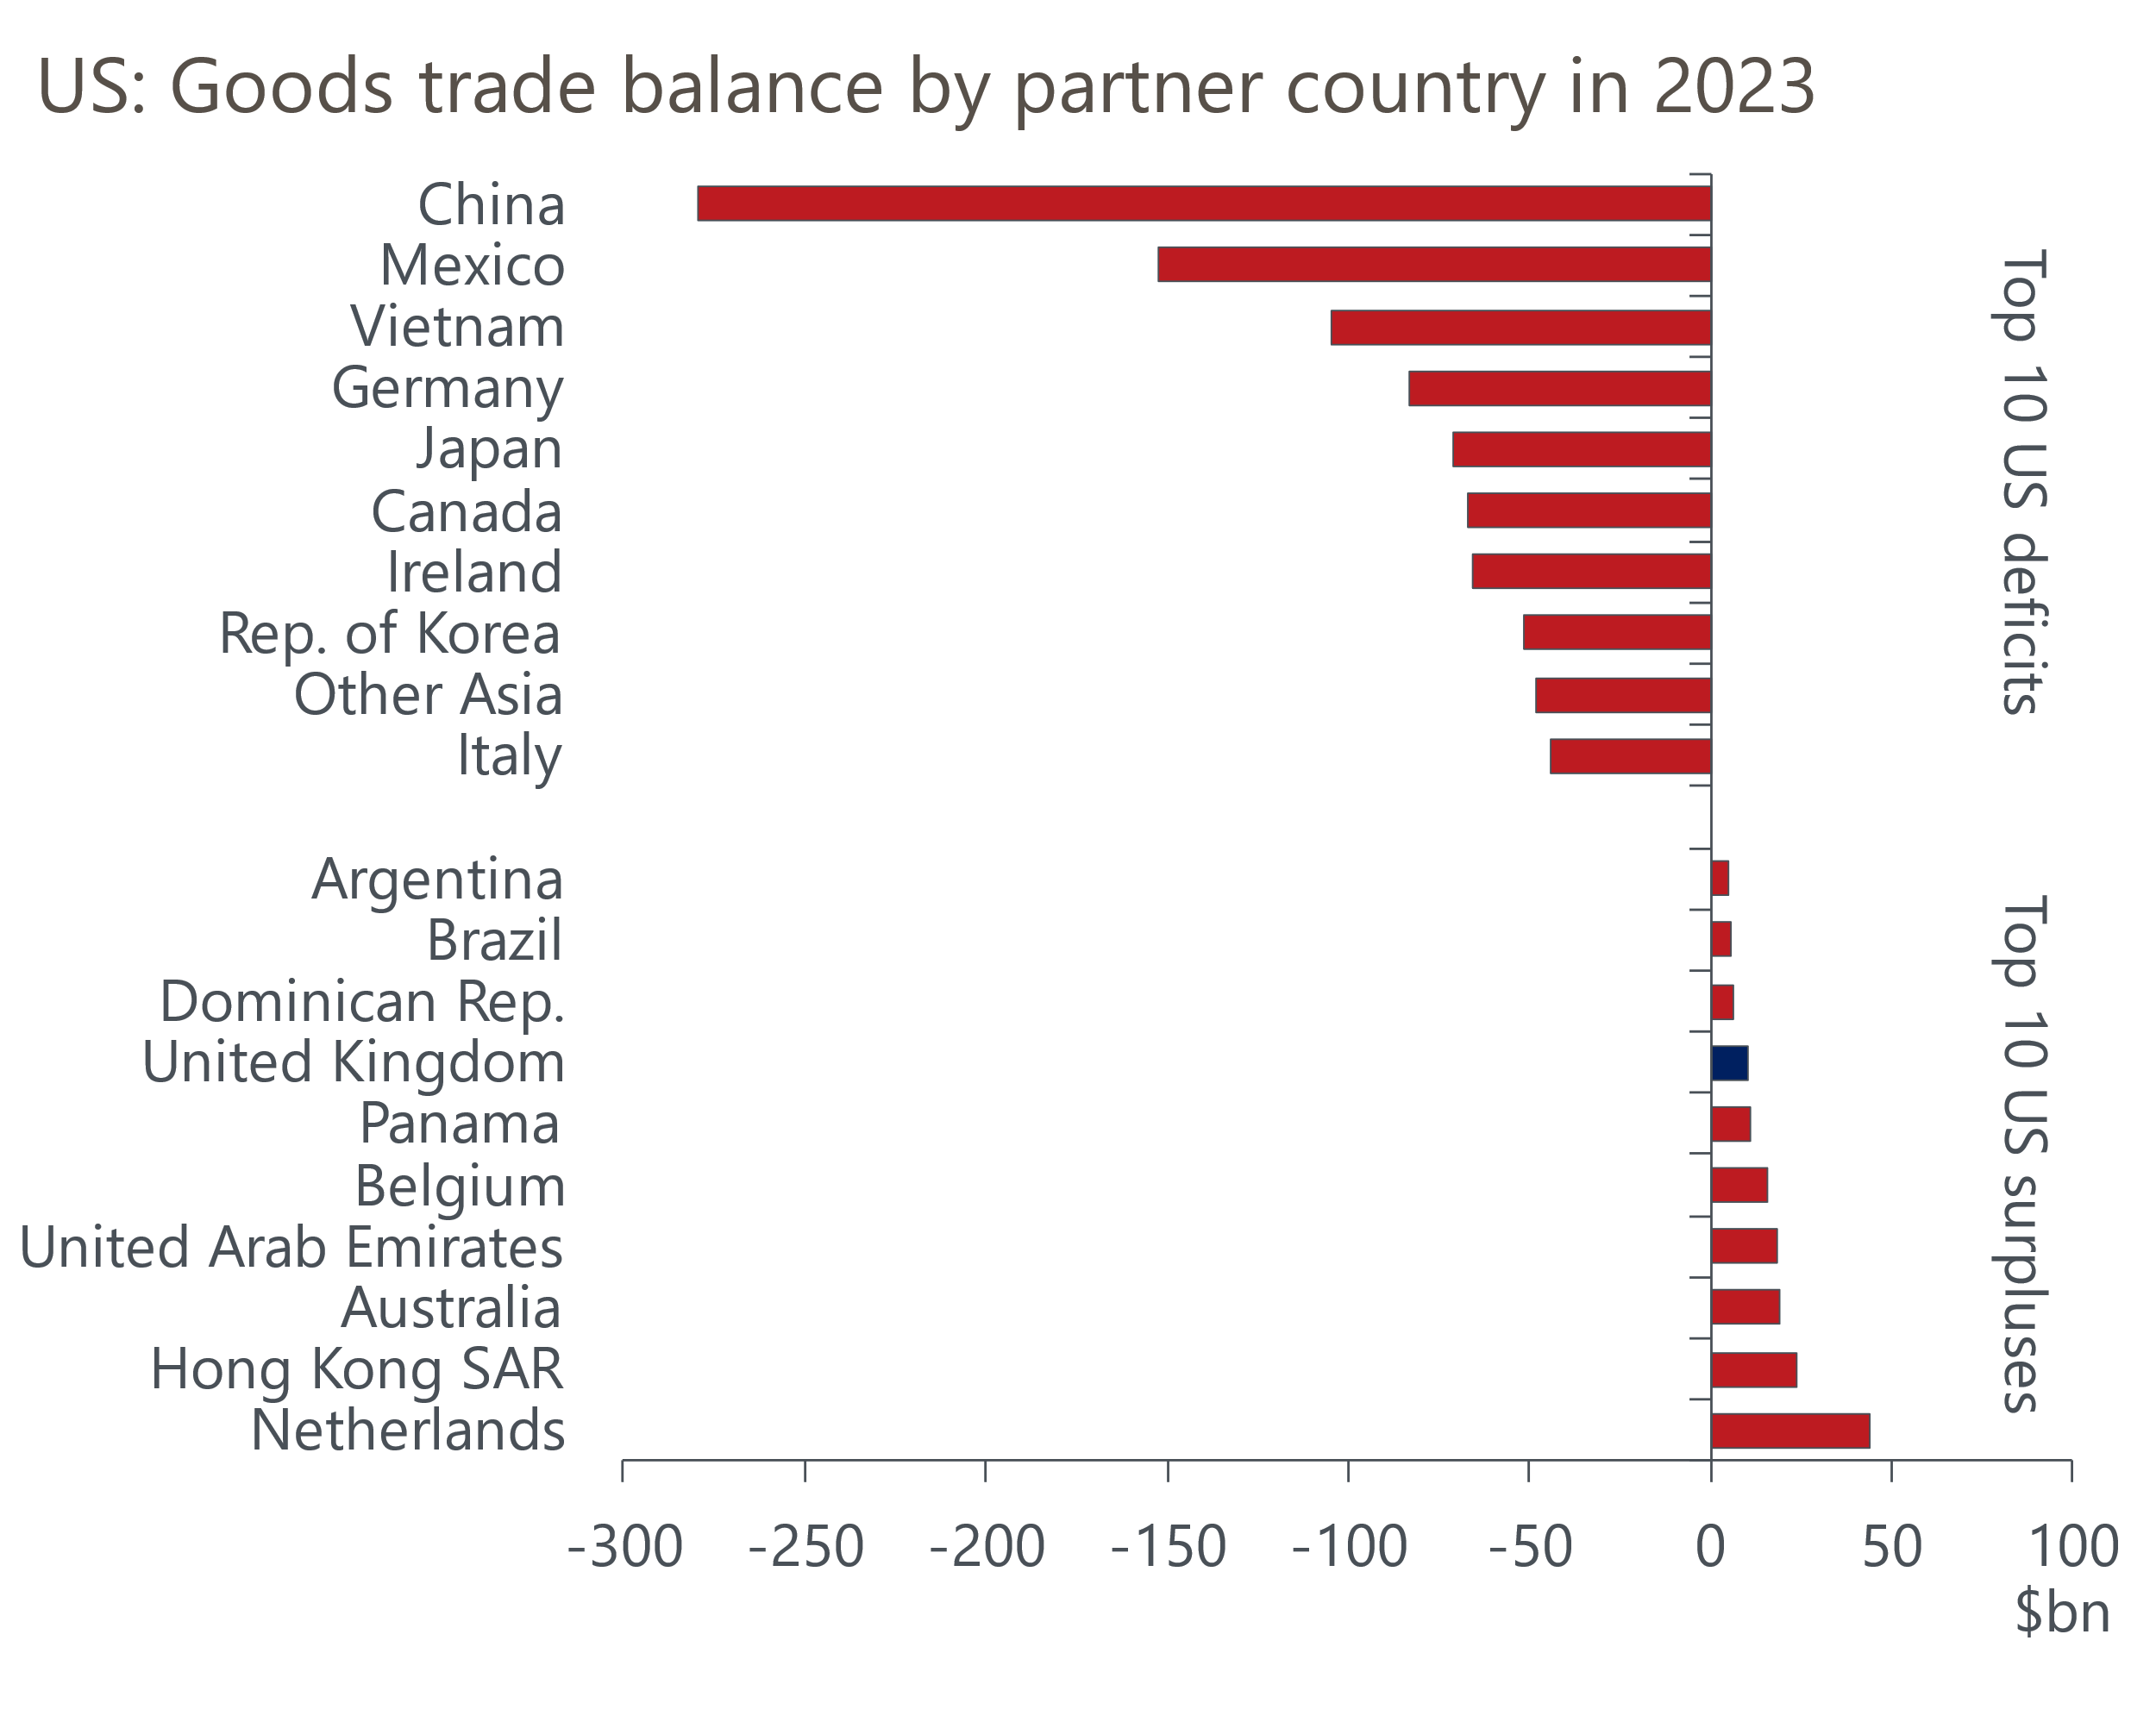 US: Goods trade balance by partner country in 2023
China
Mexico
Vietnam
Germany
Japan
Canada
Ireland
Rep. of Korea
Other Asia
Italy
Top 10 US deficits
Argentina
Brazil
Dominican Rep.
United Kingdom
Panama
Belgium
United Arab Emirates
Australia
Hong Kong SAR
Netherlands
Top 10 US surpluses
-300 -250 -200 -150 -100 -50 0 50 100
$bn